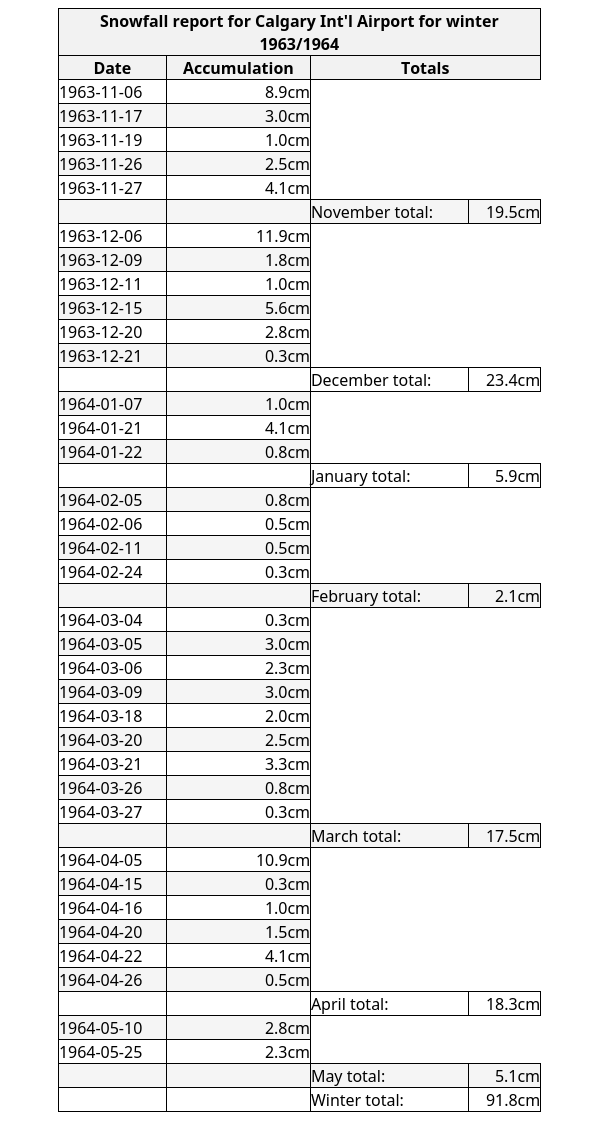 Snowfall report for Calgary Int'l Airport for winter
1963/1964
Date Accumulation Totals
1963-11-06 8.9cm
1963-11-17 3.0cm
1963-11-19 1.0cm
1963-11-26 2.5cm
1963-11-27 4.1cm
November total: 19.5cm
1963-12-06 11.9cm
1963-12-09 1.8cm
1963-12-11 1.0cm
1963-12-15 5.6cm
1963-12-20 2.8cm
1963-12-21 0.3cm
December total: 23.4cm
1964-01-07 1.0cm
1964-01-21 4.1cm
1964-01-22 0.8cm
January total: 5.9cm
1964-02-05 0.8cm
1964-02-06 0.5cm
1964-02-11 0.5cm
1964-02-24 0.3cm
February total: 2.1cm
1964-03-04 0.3cm
1964-03-05 3.0cm
1964-03-06 2.3cm
1964-03-09 3.0cm
1964-03-18 2.0cm
1964-03-20 2.5cm
1964-03-21 3.3cm
1964-03-26 0.8cm
1964-03-27 0.3cm
March total: 17.5cm
1964-04-05 10.9cm
1964-04-15 0.3cm
1964-04-16 1.0cm
1964-04-20 1.5cm
1964-04-22 4.1cm
1964-04-26 0.5cm
April total: 18.3cm
1964-05-10 2.8cm
1964-05-25 2.3cm
May total: 5.1cm
Winter total: 91.8cm